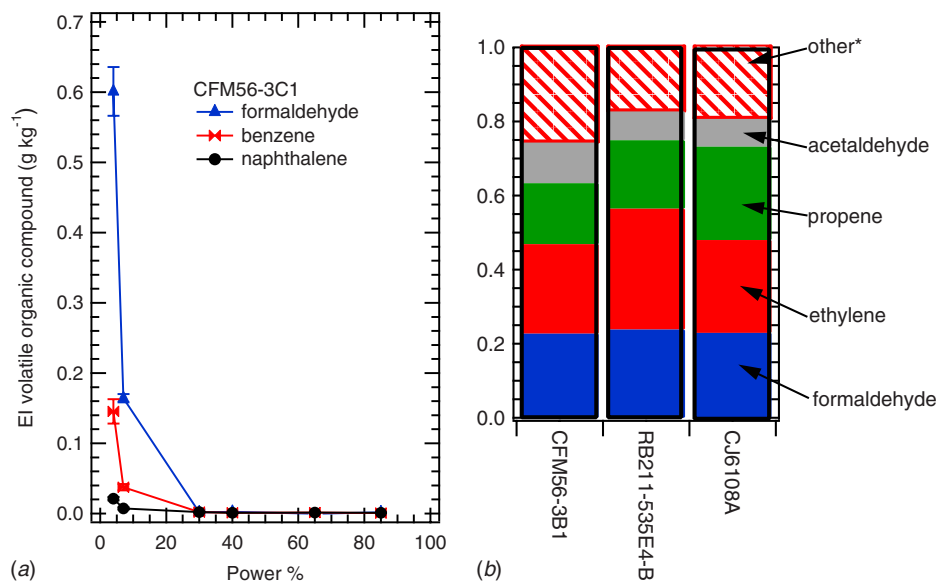 0.7
0.6
0.5
0.4
0.3
0.2
0.1
0.0
EI volatile organic compound (g kg⁻¹)
CFM56-3C1
formaldehyde
benzene
naphthalene
0 20 40 60 80 100
Power %
(a)
1.0
0.8
0.6
0.4
0.2
0.0
other*
acetaldehyde
propene
ethylene
formaldehyde
CFM56-3B1
RB211-535E4-B
CJ6108A
(b)